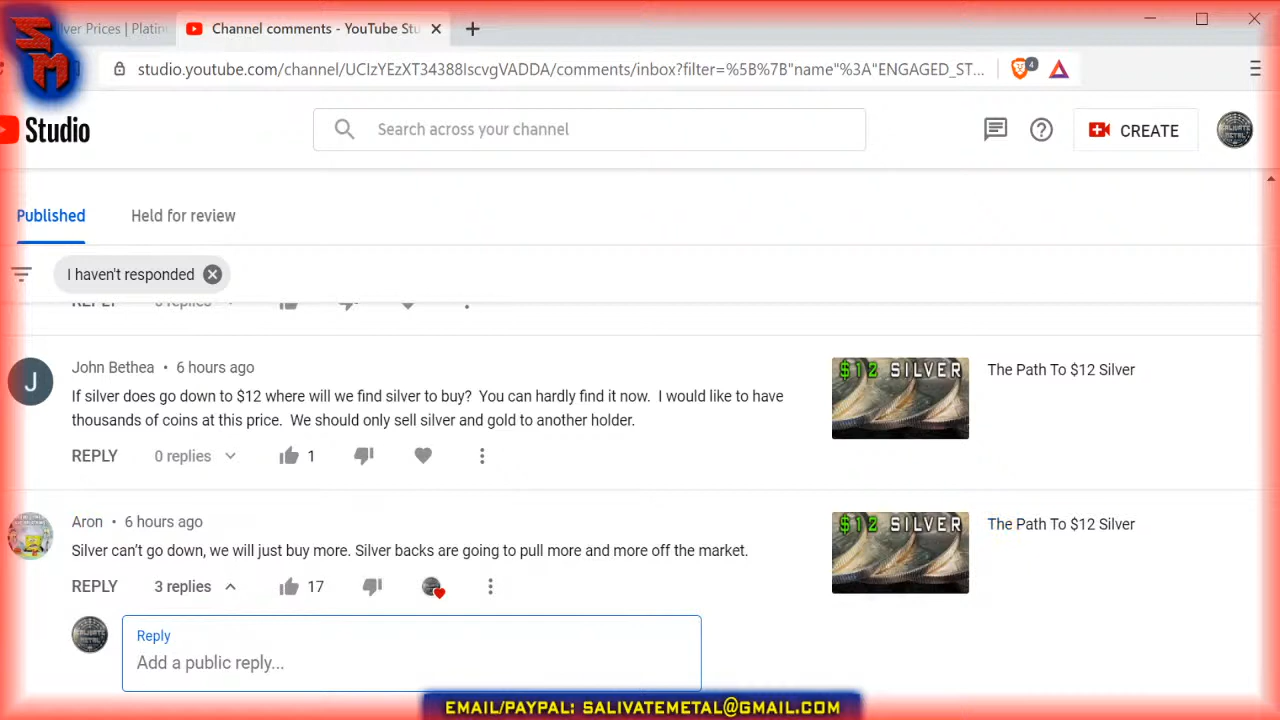 SM
lver Prices | Platin
Channel comments - YouTube Stu
studio.youtube.com/channel/UCIzYEzXT34388IscvgVADDA/comments/inbox?filter=%5B%7B"name"%3A"ENGAGED_ST...
4
Studio
Search across your channel
CREATE
Published
Held for review
I haven't responded
REPLY
J
John Bethea • 6 hours ago
If silver does go down to $12 where will we find silver to buy? You can hardly find it now. I would like to have
thousands of coins at this price. We should only sell silver and gold to another holder.
REPLY 0 replies 1
$12 SILVER
The Path To $12 Silver
Aron • 6 hours ago
Silver can't go down, we will just buy more. Silver backs are going to pull more and more off the market.
REPLY 3 replies 17
$12 SILVER
The Path To $12 Silver
Reply
Add a public reply...
EMAIL/PAYPAL: SALIVATEMETAL@GMAIL.COM